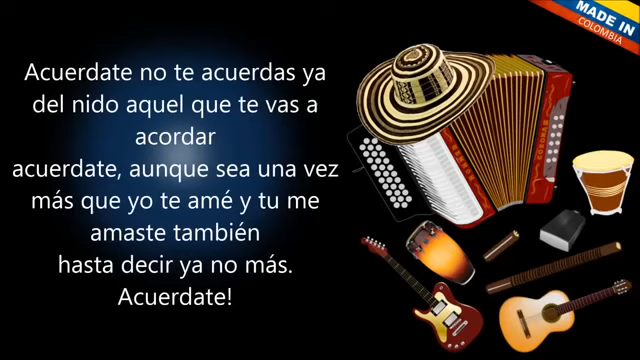 MADE IN
COLOMBIA
Acuerdate no te acuerdas ya
del nido aquel que te vas a
acordar
acuerdate, aunque sea una vez
más que yo te amé y tu me
amaste también
hasta decir ya no más.
Acuerdate!
HOHNER